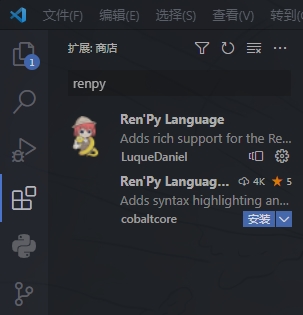 文件(F) 编辑(E) 选择(S) 查看(V) 转到
扩展: 商店
1
renpy
Ren'Py Language
Adds rich support for the Re...
LuqueDaniel
Ren'Py Languag... 4K 5
Adds syntax highlighting an...
cobaltcore 安装